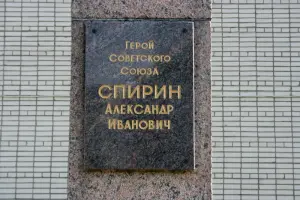 Герой
Советского
Союза
СПИРИН
Александр
Иванович